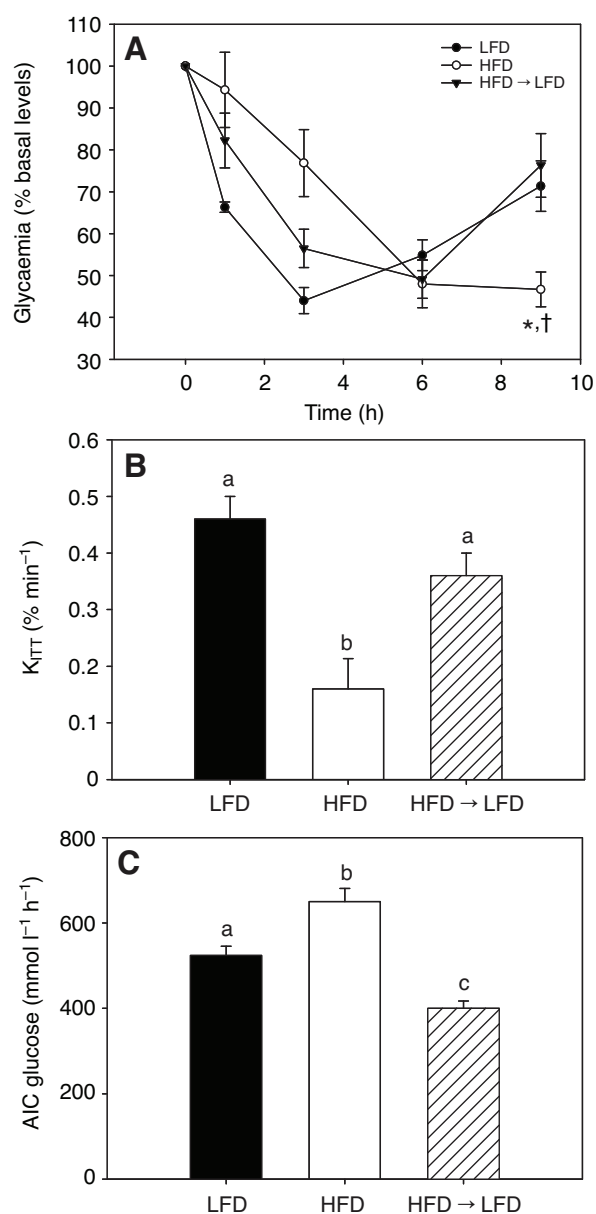 A
LFD
HFD
HFD → LFD
Glycaemia (% basal levels)
110
100
90
80
70
60
50
40
30
*,†
0 2 4 6 8 10
Time (h)
B
K_ITT (% min⁻¹)
0.6
0.5
0.4
0.3
0.2
0.1
0
a
b
a
LFD HFD HFD → LFD
C
AIC glucose (mmol l⁻¹ h⁻¹)
800
600
400
200
0
a
b
c
LFD HFD HFD → LFD